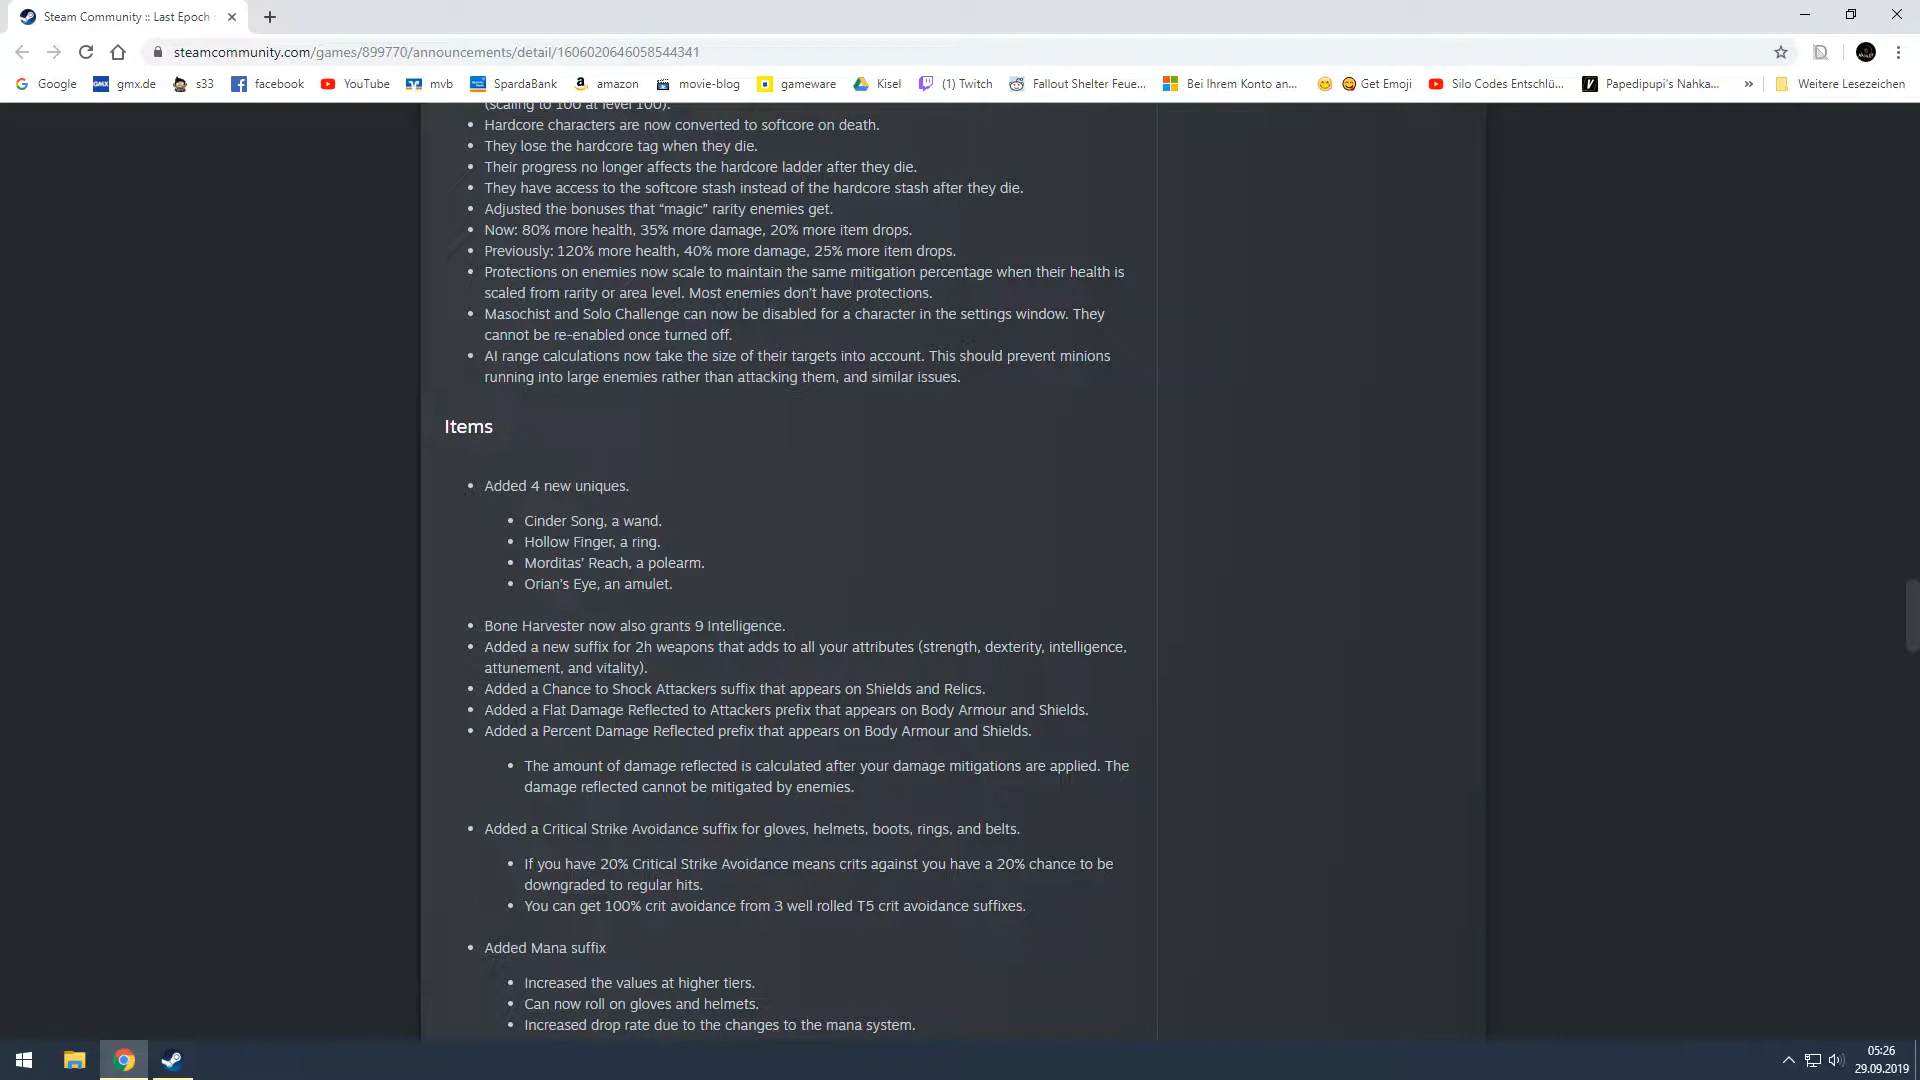 Steam Community :: Last Epoch
steamcommunity.com/games/899770/announcements/detail/1606020646058544341
Google
GMX gmx.de
s33
facebook
YouTube
mvb
SpardaBank
amazon
movie-blog
gameware
Kisel
(1) Twitch
Fallout Shelter Feue...
Bei Ihrem Konto an...
Get Emoji
Silo Codes Entschlü...
Papedipupi's Nahka...
»
Weitere Lesezeichen
(scaling to 100 at level 100).
• Hardcore characters are now converted to softcore on death.
• They lose the hardcore tag when they die.
• Their progress no longer affects the hardcore ladder after they die.
• They have access to the softcore stash instead of the hardcore stash after they die.
• Adjusted the bonuses that “magic” rarity enemies get.
• Now: 80% more health, 35% more damage, 20% more item drops.
• Previously: 120% more health, 40% more damage, 25% more item drops.
• Protections on enemies now scale to maintain the same mitigation percentage when their health is
scaled from rarity or area level. Most enemies don’t have protections.
• Masochist and Solo Challenge can now be disabled for a character in the settings window. They
cannot be re-enabled once turned off.
• AI range calculations now take the size of their targets into account. This should prevent minions
running into large enemies rather than attacking them, and similar issues.
Items
• Added 4 new uniques.
• Cinder Song, a wand.
• Hollow Finger, a ring.
• Morditas’ Reach, a polearm.
• Orian’s Eye, an amulet.
• Bone Harvester now also grants 9 Intelligence.
• Added a new suffix for 2h weapons that adds to all your attributes (strength, dexterity, intelligence,
attunement, and vitality).
• Added a Chance to Shock Attackers suffix that appears on Shields and Relics.
• Added a Flat Damage Reflected to Attackers prefix that appears on Body Armour and Shields.
• Added a Percent Damage Reflected prefix that appears on Body Armour and Shields.
• The amount of damage reflected is calculated after your damage mitigations are applied. The
damage reflected cannot be mitigated by enemies.
• Added a Critical Strike Avoidance suffix for gloves, helmets, boots, rings, and belts.
• If you have 20% Critical Strike Avoidance means crits against you have a 20% chance to be
downgraded to regular hits.
• You can get 100% crit avoidance from 3 well rolled T5 crit avoidance suffixes.
• Added Mana suffix
• Increased the values at higher tiers.
• Can now roll on gloves and helmets.
• Increased drop rate due to the changes to the mana system.
05:26
29.09.2019